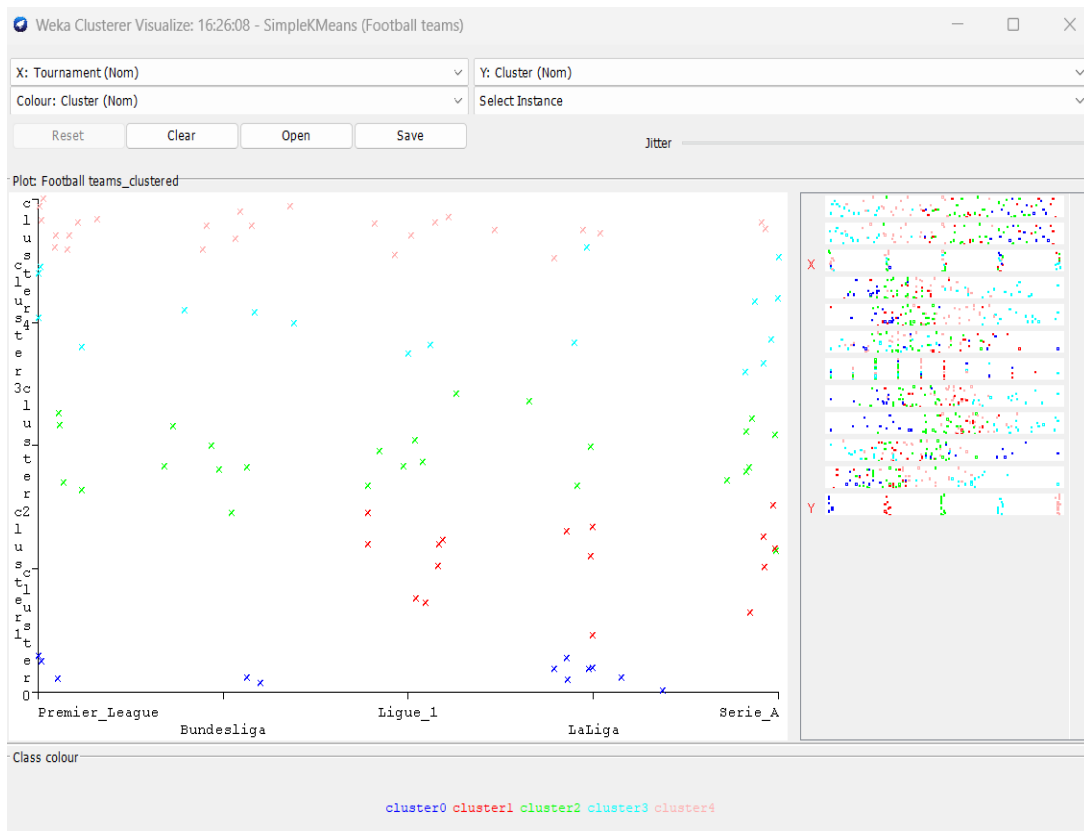 Weka Clusterer Visualize: 16:26:08 - SimpleKMeans (Football teams)
X: Tournament (Nom)
Y: Cluster (Nom)
Colour: Cluster (Nom)
Select Instance
Reset
Clear
Open
Save
Jitter
Plot: Football teams_clustered
cluster4
cluster3
cluster2
cluster1
cluster0
X
Y
Premier_League
Bundesliga
Ligue_1
LaLiga
Serie_A
Class colour
cluster0 cluster1 cluster2 cluster3 cluster4